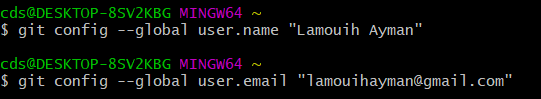 cds@DESKTOP-8SV2KBG MINGW64 ~
$ git config --global user.name "Lamouih Ayman"
cds@DESKTOP-8SV2KBG MINGW64 ~
$ git config --global user.email "lamouihayman@gmail.com"